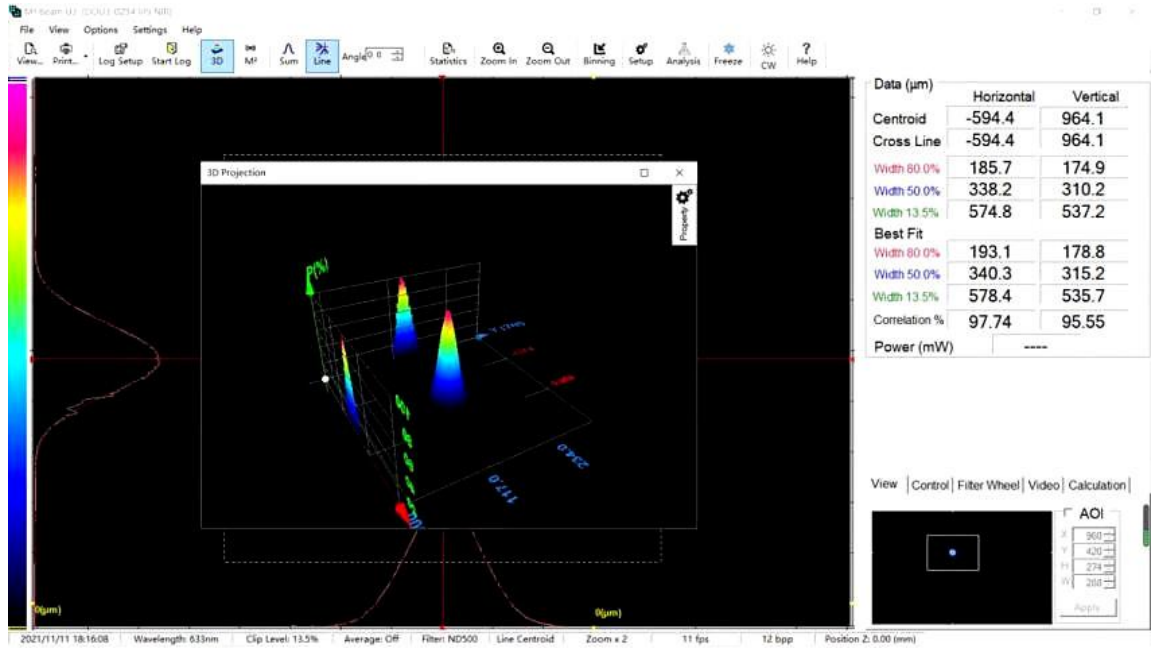 File View Options Settings Help
View... Print... Log Setup Start Log 3D M² Sum Line Angle 0.0 Statistics Zoom In Zoom Out Binning Setup Analysis Freeze CW Help
Data (μm)
Horizontal Vertical
Centroid -594.4 964.1
Cross Line -594.4 964.1
Width 80.0% 185.7 174.9
Width 50.0% 338.2 310.2
Width 13.5% 574.8 537.2
Best Fit
Width 80.0% 193.1 178.8
Width 50.0% 340.3 315.2
Width 13.5% 578.4 535.7
Correlation % 97.74 95.55
Power (mW) ----
3D Projection
Property
P(%)
234.0
117.0
View Control Filter Wheel Video Calculation
AOI
X 960
Y 420
H 274
W 268
Apply
0(μm)
0(μm)
2021/11/11 18:16:08 Wavelength: 633nm Clip Level: 13.5% Average: Off Filter: ND500 Line Centroid Zoom x 2 11 fps 12 bpp Position Z: 0.00 (mm)